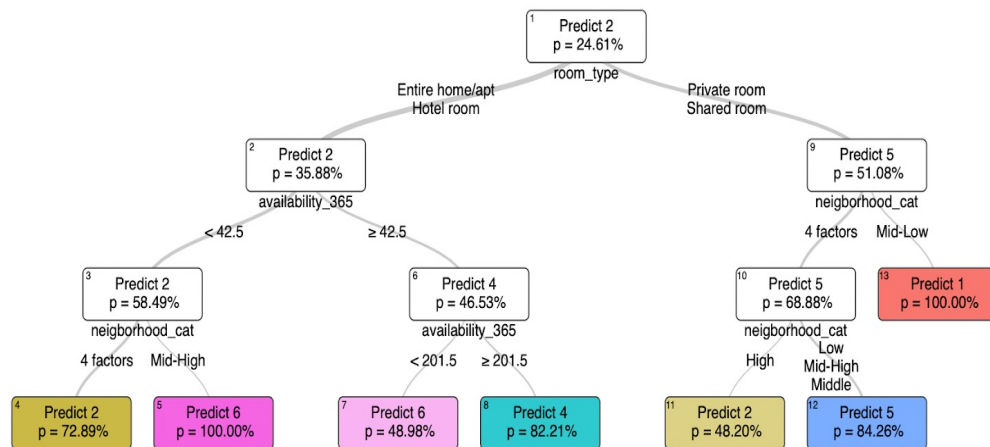 1
Predict 2
p = 24.61%
room_type
Entire home/apt
Hotel room
Private room
Shared room
2
Predict 2
p = 35.88%
availability_365
9
Predict 5
p = 51.08%
neigborhood_cat
< 42.5
≥ 42.5
4 factors
Mid-Low
3
Predict 2
p = 58.49%
neigborhood_cat
6
Predict 4
p = 46.53%
availability_365
10
Predict 5
p = 68.88%
neigborhood_cat
13
Predict 1
p = 100.00%
4 factors
Mid-High
< 201.5
≥ 201.5
High
Low
Mid-High
Middle
4
Predict 2
p = 72.89%
5
Predict 6
p = 100.00%
7
Predict 6
p = 48.98%
8
Predict 4
p = 82.21%
11
Predict 2
p = 48.20%
12
Predict 5
p = 84.26%